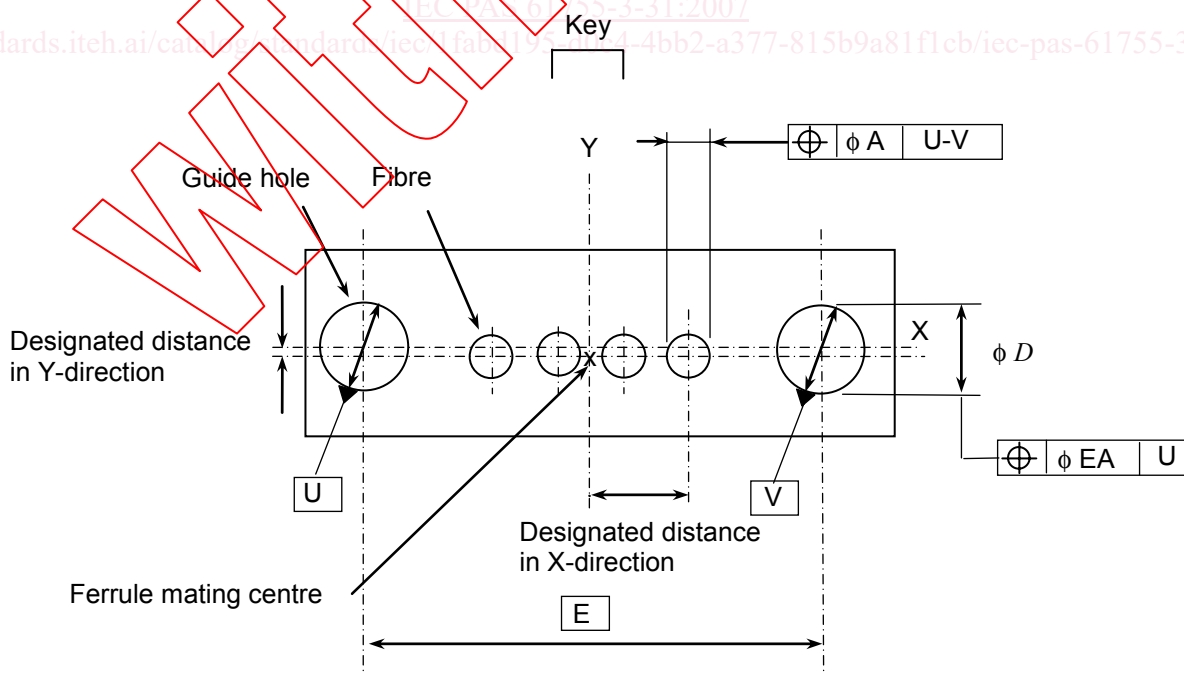 IEC PAS 61755-3-31:2007
Key
Y
⌖ ϕ A U-V
Guide hole
Fibre
Designated distance
in Y-direction
X
x
ϕ D
⌖ ϕ EA U
U
V
Designated distance
in X-direction
Ferrule mating centre
E